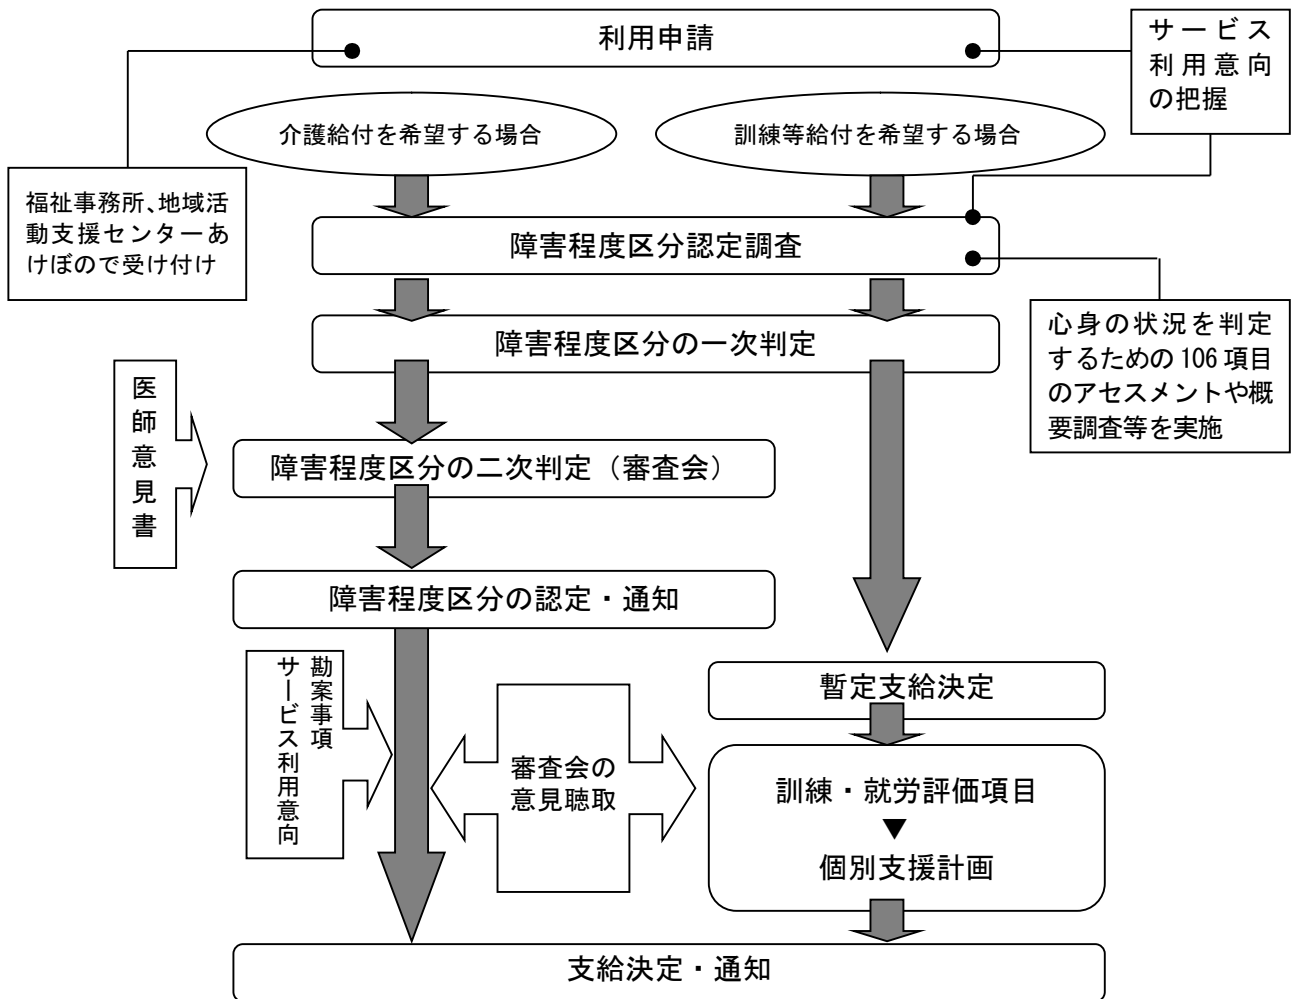 利用申請
サービス
利用意向
の把握
介護給付を希望する場合
訓練等給付を希望する場合
福祉事務所、地域活
動支援センターあ
けぼので受け付け
障害程度区分認定調査
障害程度区分の一次判定
心身の状況を判定
するための106項目
のアセスメントや概
要調査等を実施
医師意見書
障害程度区分の二次判定（審査会）
障害程度区分の認定・通知
勘案事項
サービス利用意向
審査会の
意見聴取
暫定支給決定
訓練・就労評価項目
▼
個別支援計画
支給決定・通知